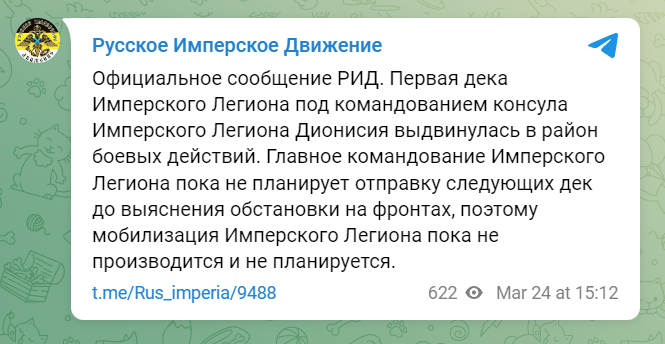 Русское Имперское Движение
Официальное сообщение РИД. Первая дека
Имперского Легиона под командованием консула
Имперского Легиона Дионисия выдвинулась в район
боевых действий. Главное командование Имперского
Легиона пока не планирует отправку следующих дек
до выяснения обстановки на фронтах, поэтому
мобилизация Имперского Легиона пока не
производится и не планируется.
t.me/Rus_imperia/9488 622 Mar 24 at 15:12